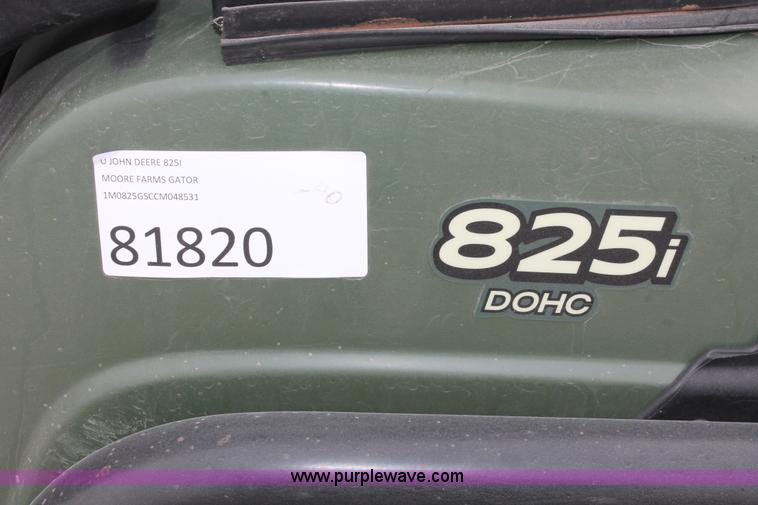 U JOHN DEERE 825I
MOORE FARMS GATOR
1M0825GSCCM048531
81820
825i
DOHC
www.purplewave.com